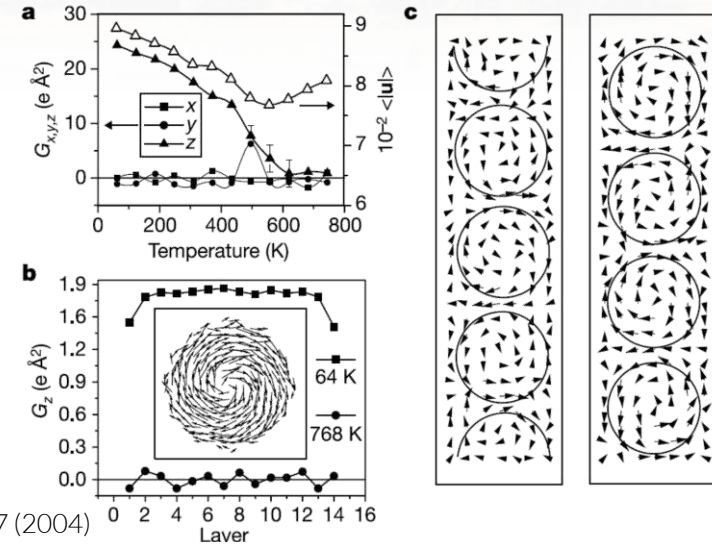 a
30
20
10
0
G_{x,y,z} (e Å²)
x
y
z
9
8
7
6
10⁻² <|u|>
0 200 400 600 800
Temperature (K)
b
1.9
1.6
1.2
0.9
0.6
0.3
0.0
G_z (e Å²)
64 K
768 K
0 2 4 6 8 10 12 14 16
Layer
c
7 (2004)